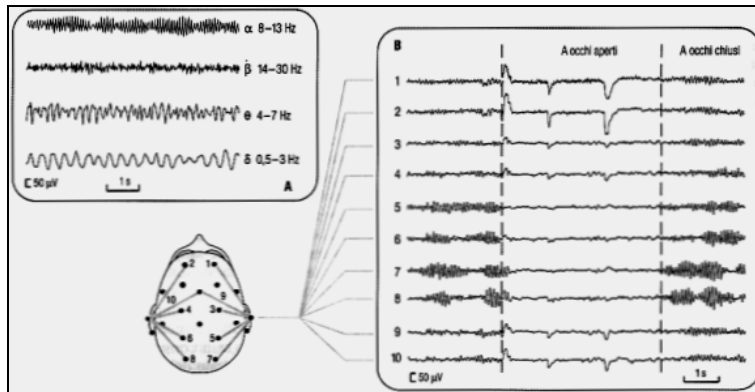 α 8–13 Hz
β 14–30 Hz
θ 4–7 Hz
δ 0,5–3 Hz
50 µV
1 s
A
B
A occhi aperti
A occhi chiusi
1
2
3
4
5
6
7
8
9
10
50 µV
1 s
2 1
10 9
4 3
6 5
8 7